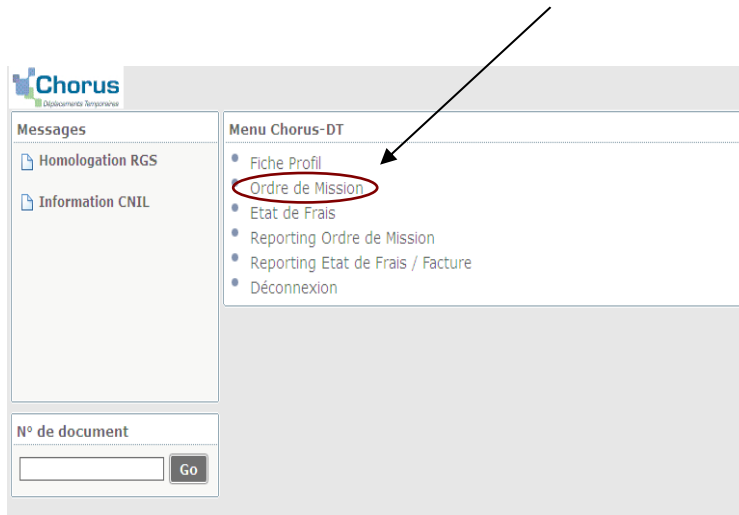 Chorus
Déplacements Temporaires
Messages
Homologation RGS
Information CNIL
Menu Chorus-DT
Fiche Profil
Ordre de Mission
Etat de Frais
Reporting Ordre de Mission
Reporting Etat de Frais / Facture
Déconnexion
Nº de document
Go